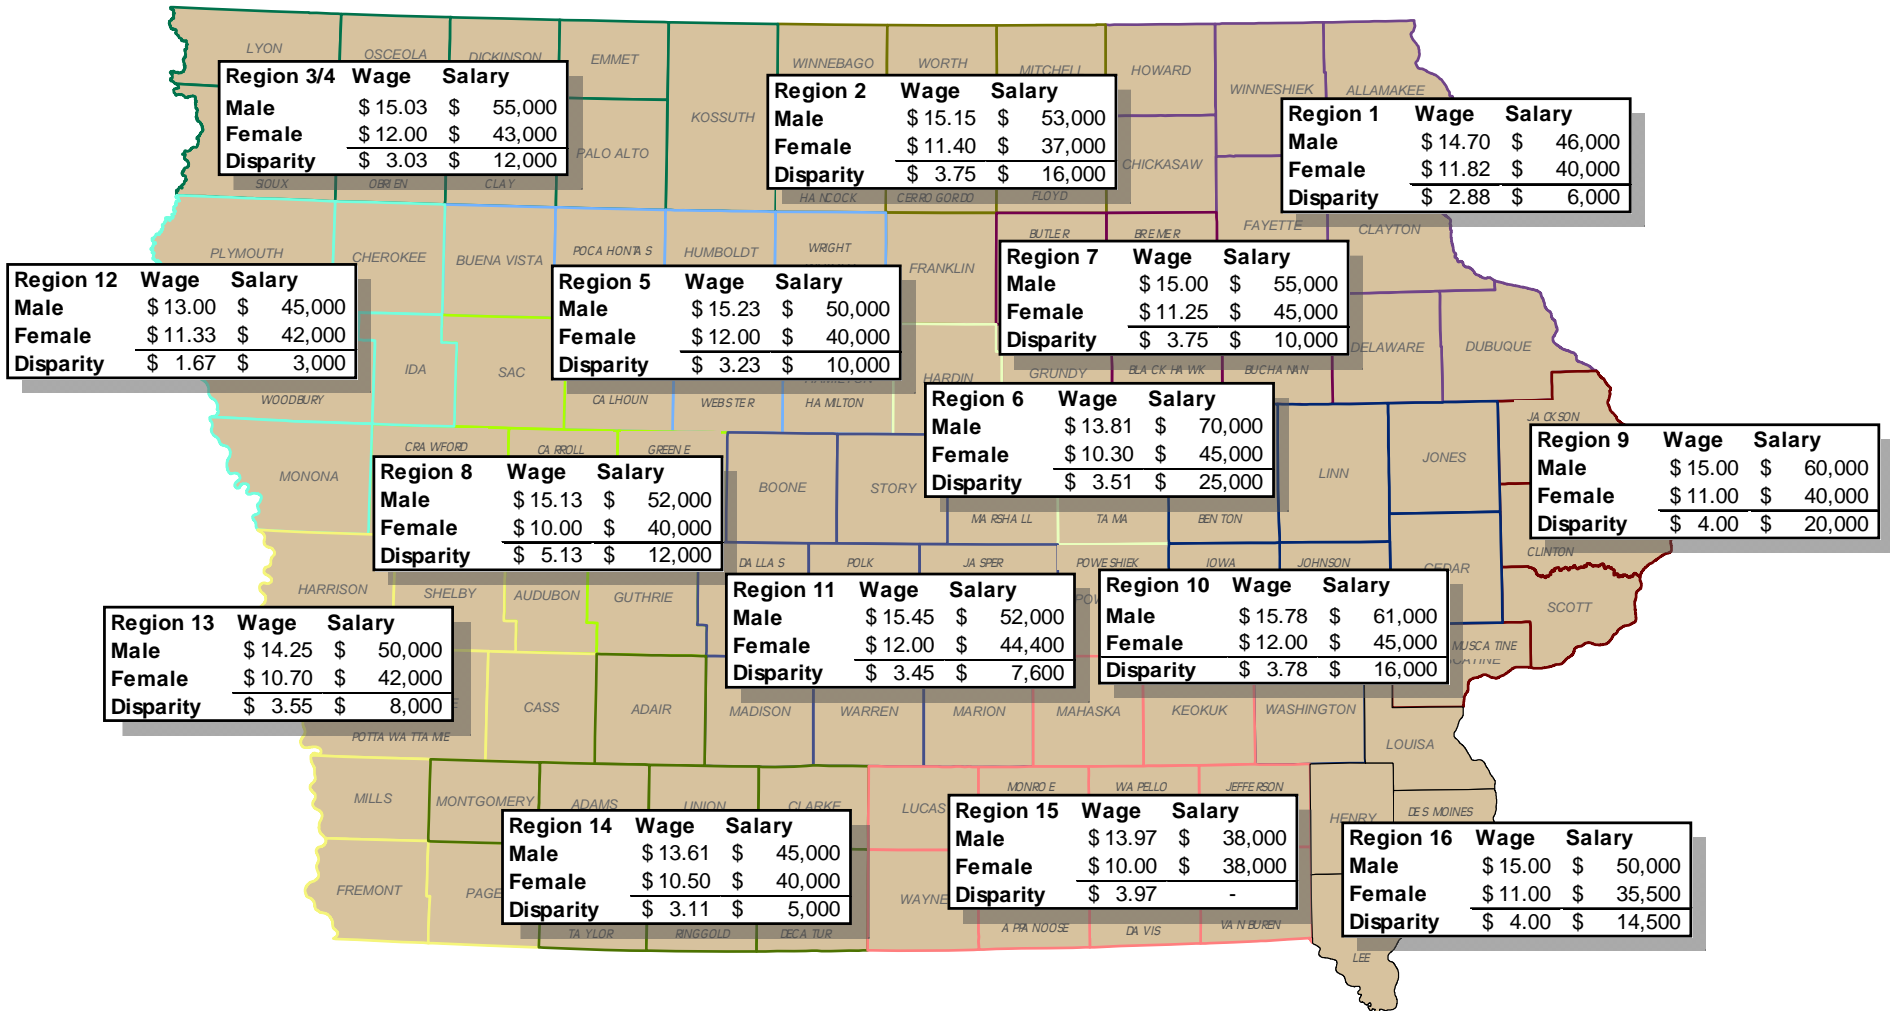 LYON
OSCEOLA
DICKINSON
EMMET
KOSSUTH
WINNEBAGO
WORTH
MITCHELL
HOWARD
WINNESHIEK
ALLAMAKEE
Region 3/4 Wage Salary
Male $ 15.03 $ 55,000
Female $ 12.00 $ 43,000
Disparity $ 3.03 $ 12,000
Region 2 Wage Salary
Male $ 15.15 $ 53,000
Female $ 11.40 $ 37,000
Disparity $ 3.75 $ 16,000
Region 1 Wage Salary
Male $ 14.70 $ 46,000
Female $ 11.82 $ 40,000
Disparity $ 2.88 $ 6,000
PALO ALTO
CHICKASAW
SIOUX
OBRIEN
CLAY
HANCOCK
CERRO GORDO
FLOYD
FAYETTE
CLAYTON
PLYMOUTH
CHEROKEE
BUENA VISTA
POCAHONTAS
HUMBOLDT
WRIGHT
FRANKLIN
BUTLER
BREMER
Region 12 Wage Salary
Male $ 13.00 $ 45,000
Female $ 11.33 $ 42,000
Disparity $ 1.67 $ 3,000
Region 5 Wage Salary
Male $ 15.23 $ 50,000
Female $ 12.00 $ 40,000
Disparity $ 3.23 $ 10,000
Region 7 Wage Salary
Male $ 15.00 $ 55,000
Female $ 11.25 $ 45,000
Disparity $ 3.75 $ 10,000
DELAWARE
DUBUQUE
IDA
SAC
HAMILTON
HARDIN
GRUNDY
BLACK HAWK
BUCHANAN
WOODBURY
CALHOUN
WEBSTER
HAMILTON
JACKSON
Region 6 Wage Salary
Male $ 13.81 $ 70,000
Female $ 10.30 $ 45,000
Disparity $ 3.51 $ 25,000
Region 9 Wage Salary
Male $ 15.00 $ 60,000
Female $ 11.00 $ 40,000
Disparity $ 4.00 $ 20,000
CRAWFORD
CARROLL
GREENE
MONONA
BOONE
STORY
LINN
JONES
Region 8 Wage Salary
Male $ 15.13 $ 52,000
Female $ 10.00 $ 40,000
Disparity $ 5.13 $ 12,000
MARSHALL
TAMA
BENTON
CLINTON
DALLAS
POLK
JASPER
POWESHIEK
IOWA
JOHNSON
CEDAR
HARRISON
SHELBY
AUDUBON
GUTHRIE
SCOTT
Region 11 Wage Salary
Male $ 15.45 $ 52,000
Female $ 12.00 $ 44,400
Disparity $ 3.45 $ 7,600
Region 10 Wage Salary
Male $ 15.78 $ 61,000
Female $ 12.00 $ 45,000
Disparity $ 3.78 $ 16,000
MUSCATINE
Region 13 Wage Salary
Male $ 14.25 $ 50,000
Female $ 10.70 $ 42,000
Disparity $ 3.55 $ 8,000
CASS
ADAIR
MADISON
WARREN
MARION
MAHASKA
KEOKUK
WASHINGTON
POTTAWATTAMIE
LOUISA
MILLS
MONTGOMERY
ADAMS
UNION
CLARKE
LUCAS
MONROE
WAPELLO
JEFFERSON
HENRY
DES MOINES
Region 14 Wage Salary
Male $ 13.61 $ 45,000
Female $ 10.50 $ 40,000
Disparity $ 3.11 $ 5,000
Region 15 Wage Salary
Male $ 13.97 $ 38,000
Female $ 10.00 $ 38,000
Disparity $ 3.97 -
Region 16 Wage Salary
Male $ 15.00 $ 50,000
Female $ 11.00 $ 35,500
Disparity $ 4.00 $ 14,500
FREMONT
PAGE
WAYNE
TAYLOR
RINGGOLD
DECATUR
APPANOOSE
DAVIS
VAN BUREN
LEE